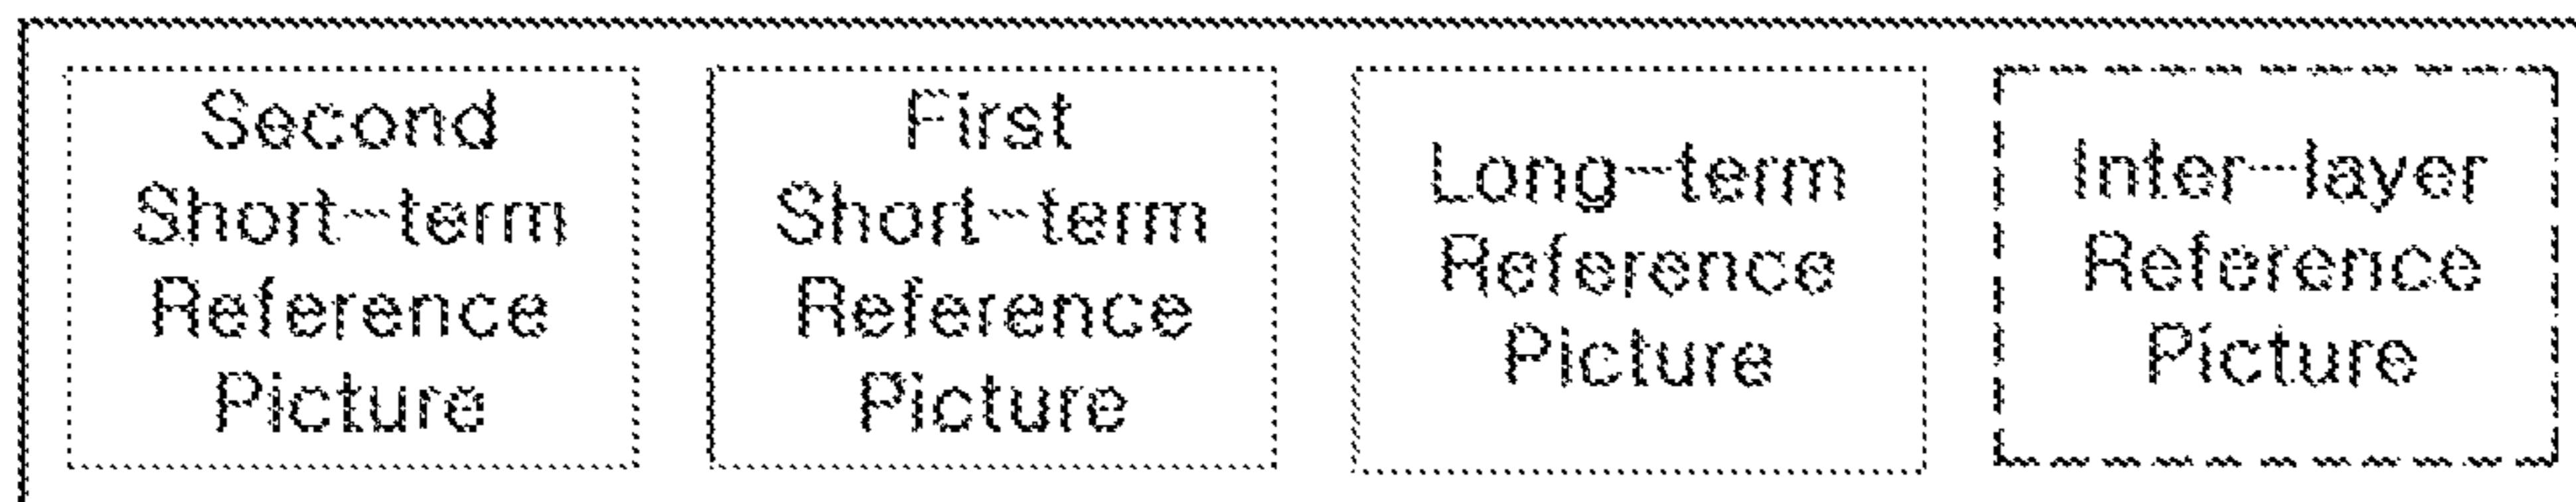 Second
Short-term
Reference
Picture
First
Short-term
Reference
Picture
Long-term
Reference
Picture
Inter-layer
Reference
Picture